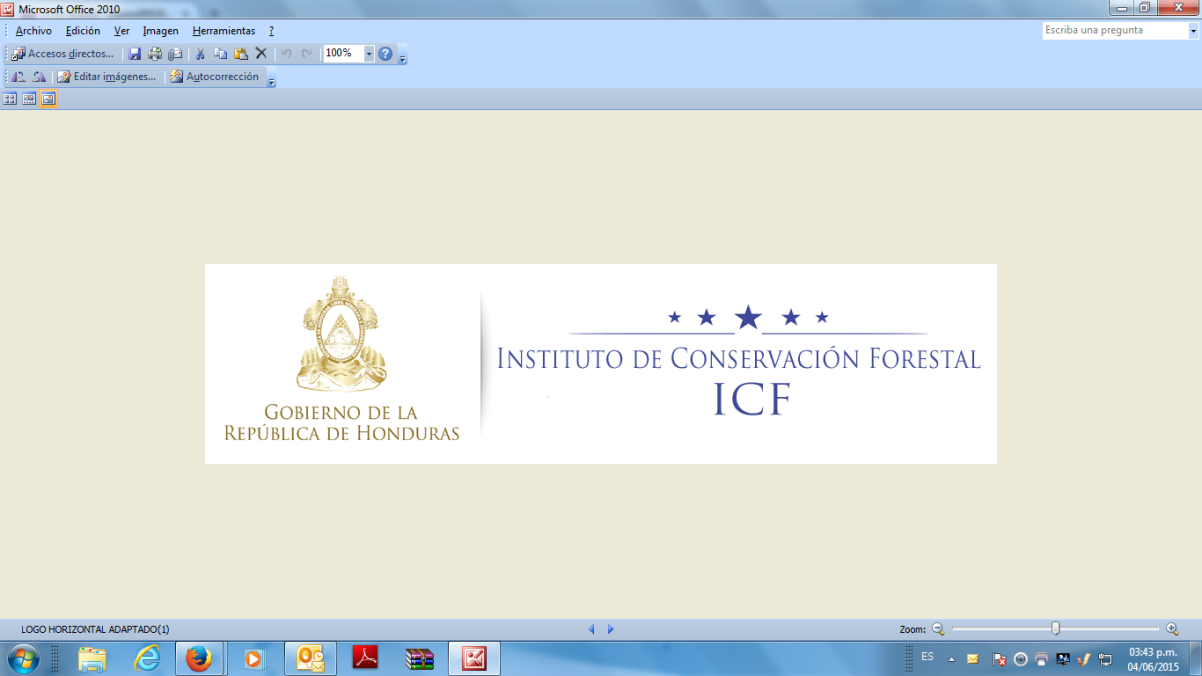 Microsoft Office 2010
Archivo Edición Ver Imagen Herramientas ?
Escriba una pregunta
Accesos directos... 100%
Editar imágenes... Autocorrección
GOBIERNO DE LA
REPÚBLICA DE HONDURAS
INSTITUTO DE CONSERVACIÓN FORESTAL
ICF
LOGO HORIZONTAL ADAPTADO(1)
Zoom:
ES
03:43 p.m.
04/06/2015